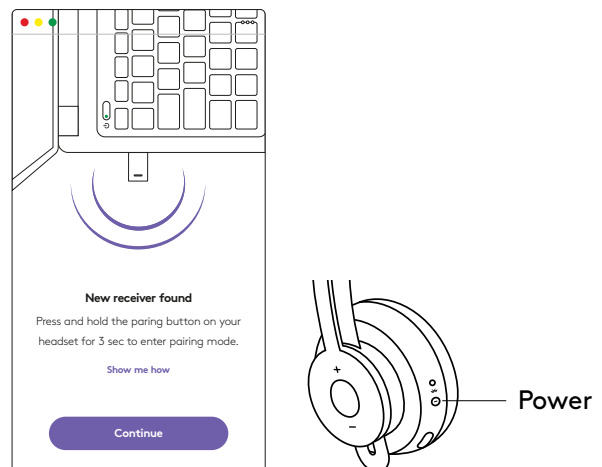 New receiver found
Press and hold the paring button on your
headset for 3 sec to enter pairing mode.
Show me how
Continue
+
−
Power